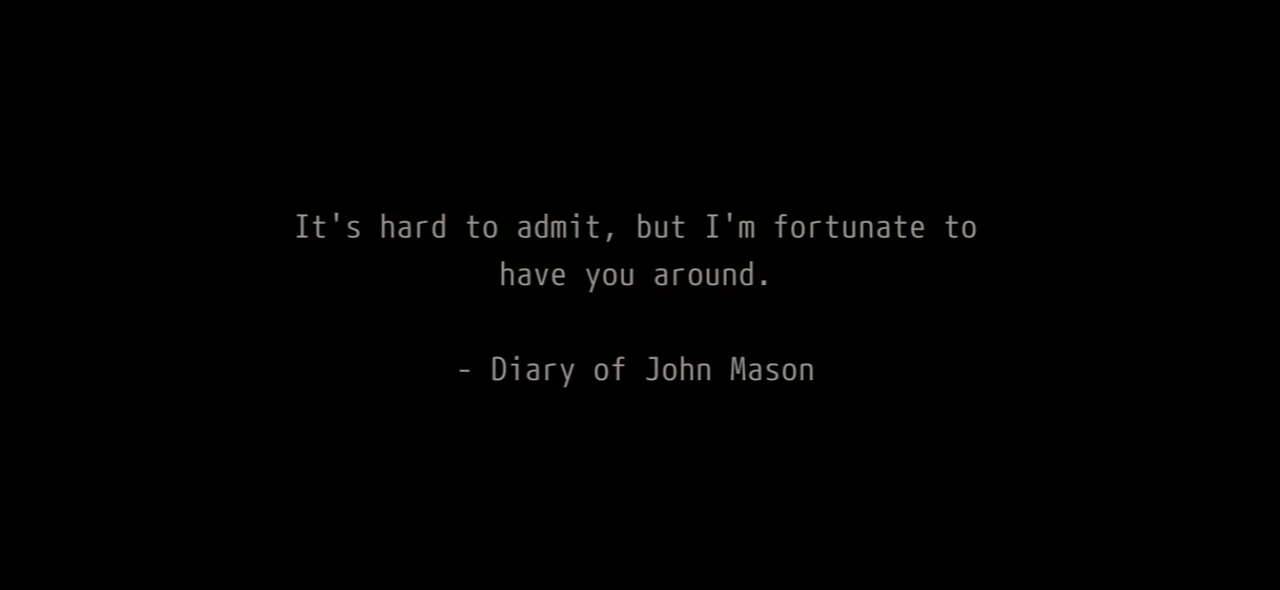 It's hard to admit, but I'm fortunate to
have you around.
- Diary of John Mason